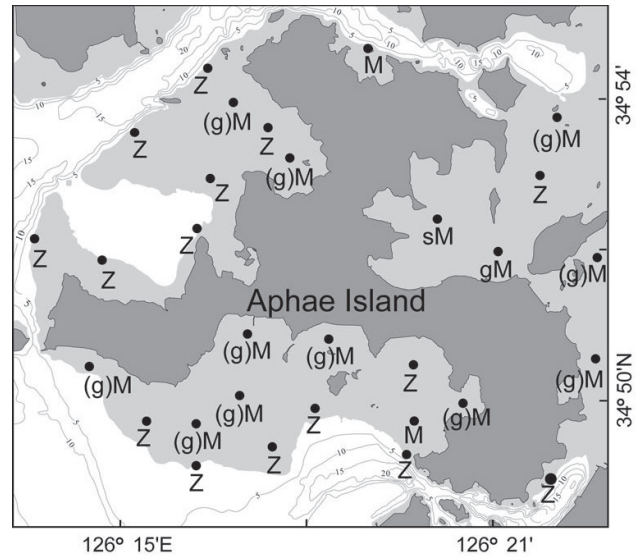 M
Z
34° 54'
(g)M
(g)M
Z
Z
(g)M
Z
Z
sM
Z
Z
gM
(g)M
Z
Aphae Island
(g)M
(g)M
(g)M
(g)M
Z
(g)M
(g)M
34° 50'N
Z
(g)M
Z
M
Z
Z
Z
Z
126° 15'E
126° 21'